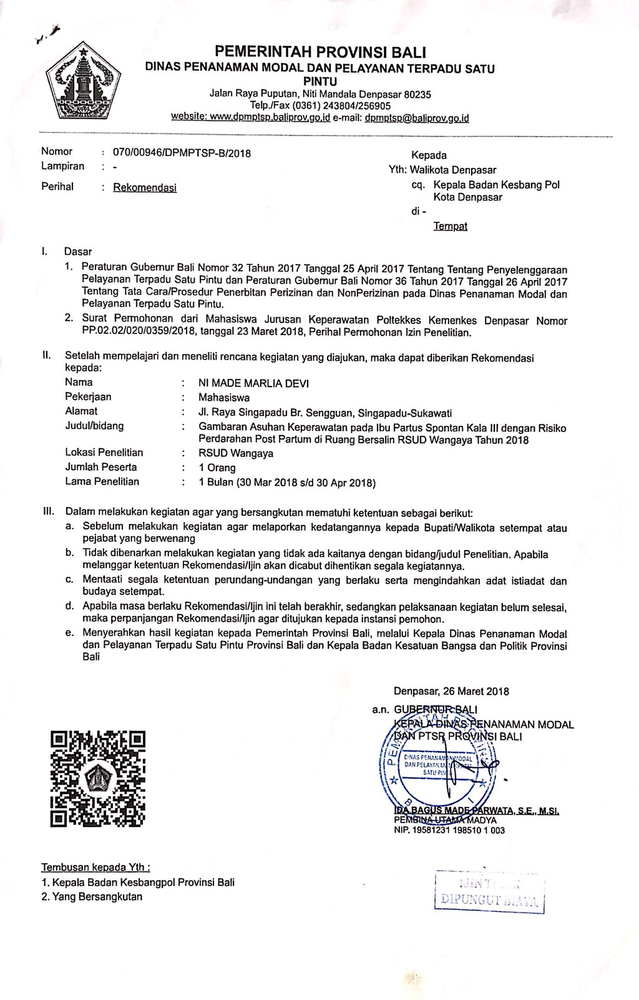 PEMERINTAH PROVINSI BALI
DINAS PENANAMAN MODAL DAN PELAYANAN TERPADU SATU
PINTU
Jalan Raya Puputan, Niti Mandala Denpasar 80235
Telp./Fax (0361) 243804/256905
website: www.dpmptsp.baliprov.go.id e-mail: dpmptsp@baliprov.go.id
Nomor : 070/00946/DPMPTSP-B/2018
Lampiran : -
Perihal : Rekomendasi
Kepada
Yth: Walikota Denpasar
cq. Kepala Badan Kesbang Pol
Kota Denpasar
di -
Tempat
I. Dasar
1. Peraturan Gubernur Bali Nomor 32 Tahun 2017 Tanggal 25 April 2017 Tentang Tentang Penyelenggaraan
Pelayanan Terpadu Satu Pintu dan Peraturan Gubernur Bali Nomor 36 Tahun 2017 Tanggal 26 April 2017
Tentang Tata Cara/Prosedur Penerbitan Perizinan dan NonPerizinan pada Dinas Penanaman Modal dan
Pelayanan Terpadu Satu Pintu.
2. Surat Permohonan dari Mahasiswa Jurusan Keperawatan Poltekkes Kemenkes Denpasar Nomor
PP.02.02/020/0359/2018, tanggal 23 Maret 2018, Perihal Permohonan Izin Penelitian.
II. Setelah mempelajari dan meneliti rencana kegiatan yang diajukan, maka dapat diberikan Rekomendasi
kepada:
Nama : NI MADE MARLIA DEVI
Pekerjaan : Mahasiswa
Alamat : Jl. Raya Singapadu Br. Sengguan, Singapadu-Sukawati
Judul/bidang : Gambaran Asuhan Keperawatan pada Ibu Partus Spontan Kala III dengan Risiko
Perdarahan Post Partum di Ruang Bersalin RSUD Wangaya Tahun 2018
Lokasi Penelitian : RSUD Wangaya
Jumlah Peserta : 1 Orang
Lama Penelitian : 1 Bulan (30 Mar 2018 s/d 30 Apr 2018)
III. Dalam melakukan kegiatan agar yang bersangkutan mematuhi ketentuan sebagai berikut:
a. Sebelum melakukan kegiatan agar melaporkan kedatangannya kepada Bupati/Walikota setempat atau
pejabat yang berwenang
b. Tidak dibenarkan melakukan kegiatan yang tidak ada kaitanya dengan bidang/judul Penelitian. Apabila
melanggar ketentuan Rekomendasi/Ijin akan dicabut dihentikan segala kegiatannya.
c. Mentaati segala ketentuan perundang-undangan yang berlaku serta mengindahkan adat istiadat dan
budaya setempat.
d. Apabila masa berlaku Rekomendasi/Ijin ini telah berakhir, sedangkan pelaksanaan kegiatan belum selesai,
maka perpanjangan Rekomendasi/Ijin agar ditujukan kepada instansi pemohon.
e. Menyerahkan hasil kegiatan kepada Pemerintah Provinsi Bali, melalui Kepala Dinas Penanaman Modal
dan Pelayanan Terpadu Satu Pintu Provinsi Bali dan Kepala Badan Kesatuan Bangsa dan Politik Provinsi
Bali
Denpasar, 26 Maret 2018
a.n. GUBERNUR BALI
KEPALA DINAS PENANAMAN MODAL
DAN PTSP PROVINSI BALI
DINAS PENANAMAN MODAL
DAN PELAYANAN TERPADU
SATU PINTU
IDA BAGUS MADE PARWATA, S.E., M.SI.
PEMBINA UTAMA MADYA
NIP. 19581231 198510 1 003
Tembusan kepada Yth :
1. Kepala Badan Kesbangpol Provinsi Bali
2. Yang Bersangkutan
IJIN
DIPUNGUT BIAYA